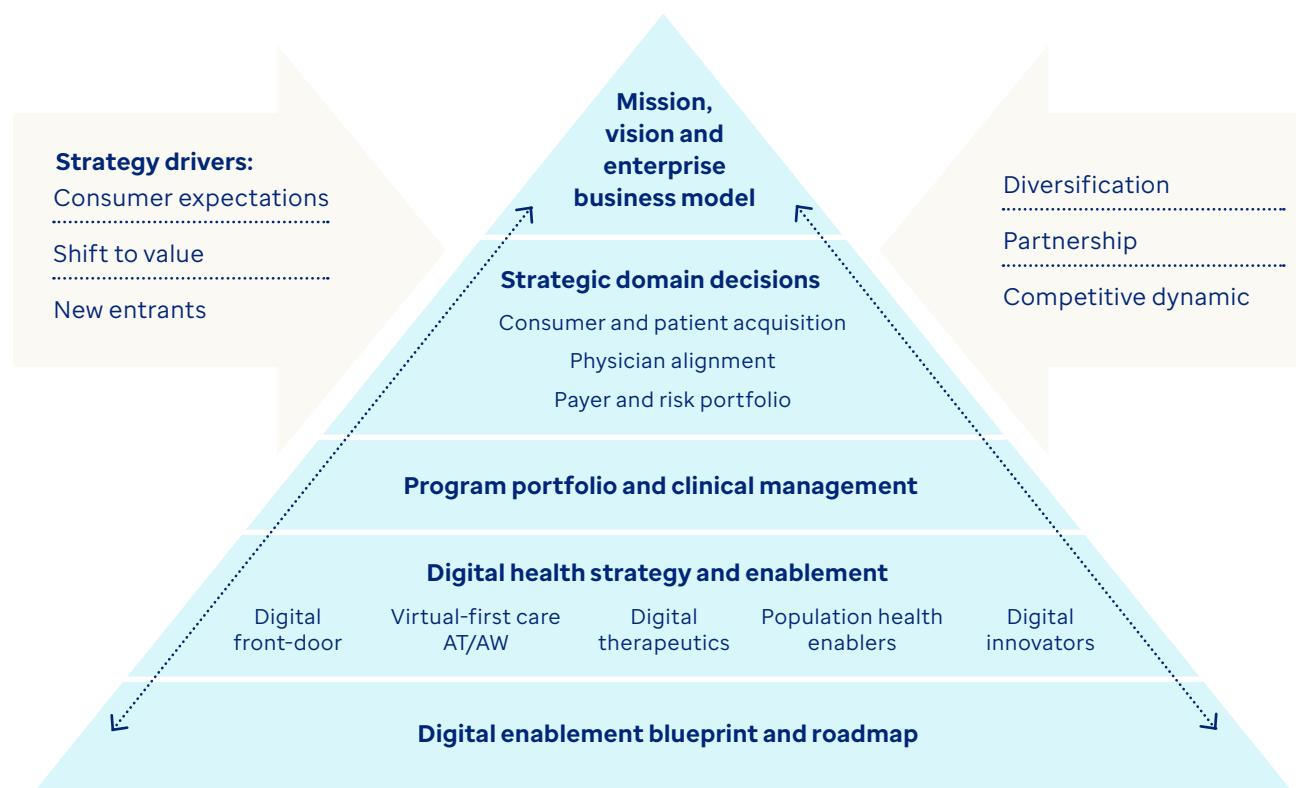 Mission,
vision and
enterprise
business model
Strategy drivers:
Consumer expectations
Shift to value
New entrants
Diversification
Partnership
Competitive dynamic
Strategic domain decisions
Consumer and patient acquisition
Physician alignment
Payer and risk portfolio
Program portfolio and clinical management
Digital health strategy and enablement
Digital
front-door
Virtual-first care
AT/AW
Digital
therapeutics
Population health
enablers
Digital
innovators
Digital enablement blueprint and roadmap